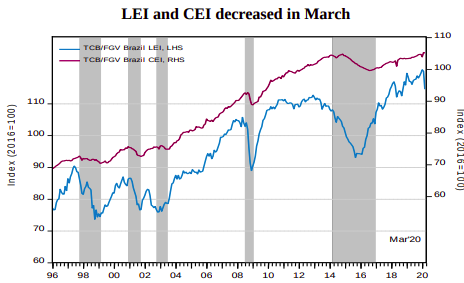 LEI and CEI decreased in March
TCB/FGV Brazil LEI, LHS
TCB/FGV Brazil CEI, RHS
Index (2016=100)
110
100
90
80
70
60
110
100
90
80
70
60
Index (2016=100)
Mar'20
96 98 00 02 04 06 08 10 12 14 16 18 20